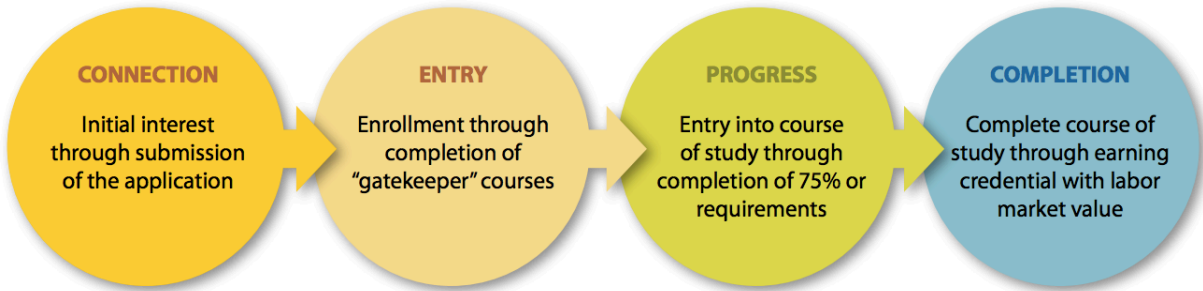 CONNECTION
Initial interest
through submission
of the application
ENTRY
Enrollment through
completion of
“gatekeeper” courses
PROGRESS
Entry into course
of study through
completion of 75% or
requirements
COMPLETION
Complete course of
study through earning
credential with labor
market value